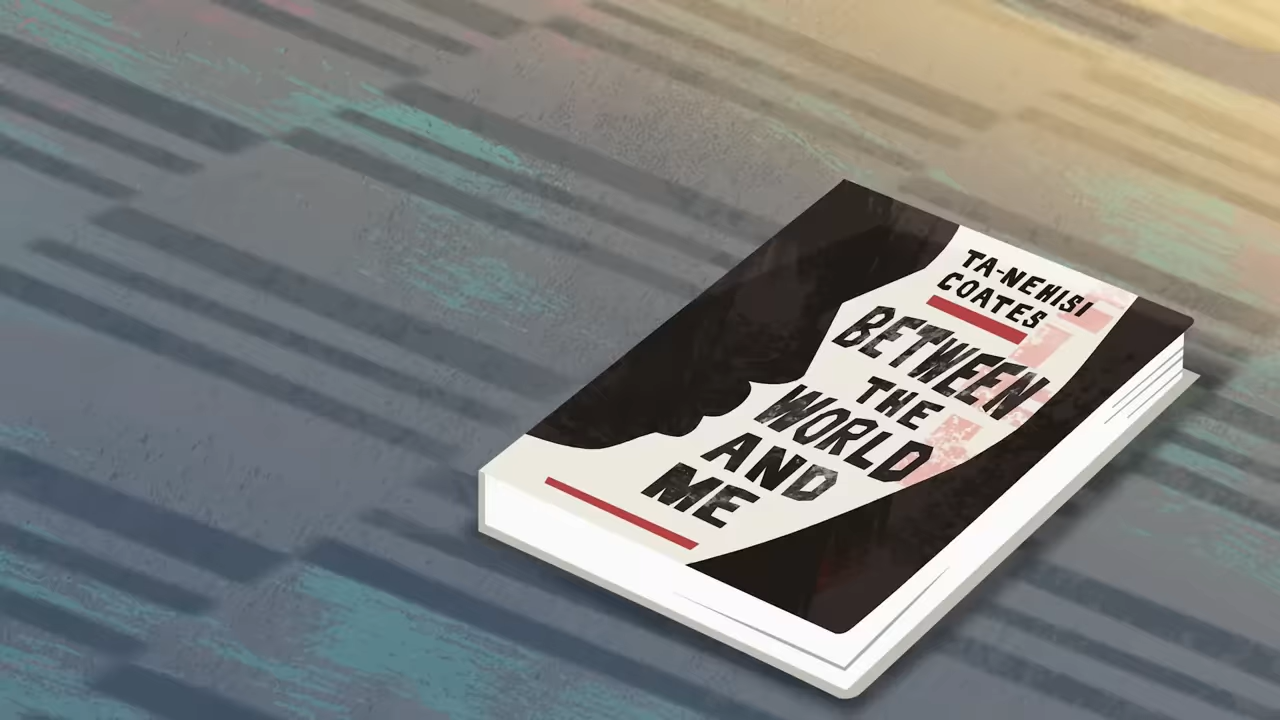 TA-NEHISI
COATES
BETWEEN
THE
WORLD
AND
ME